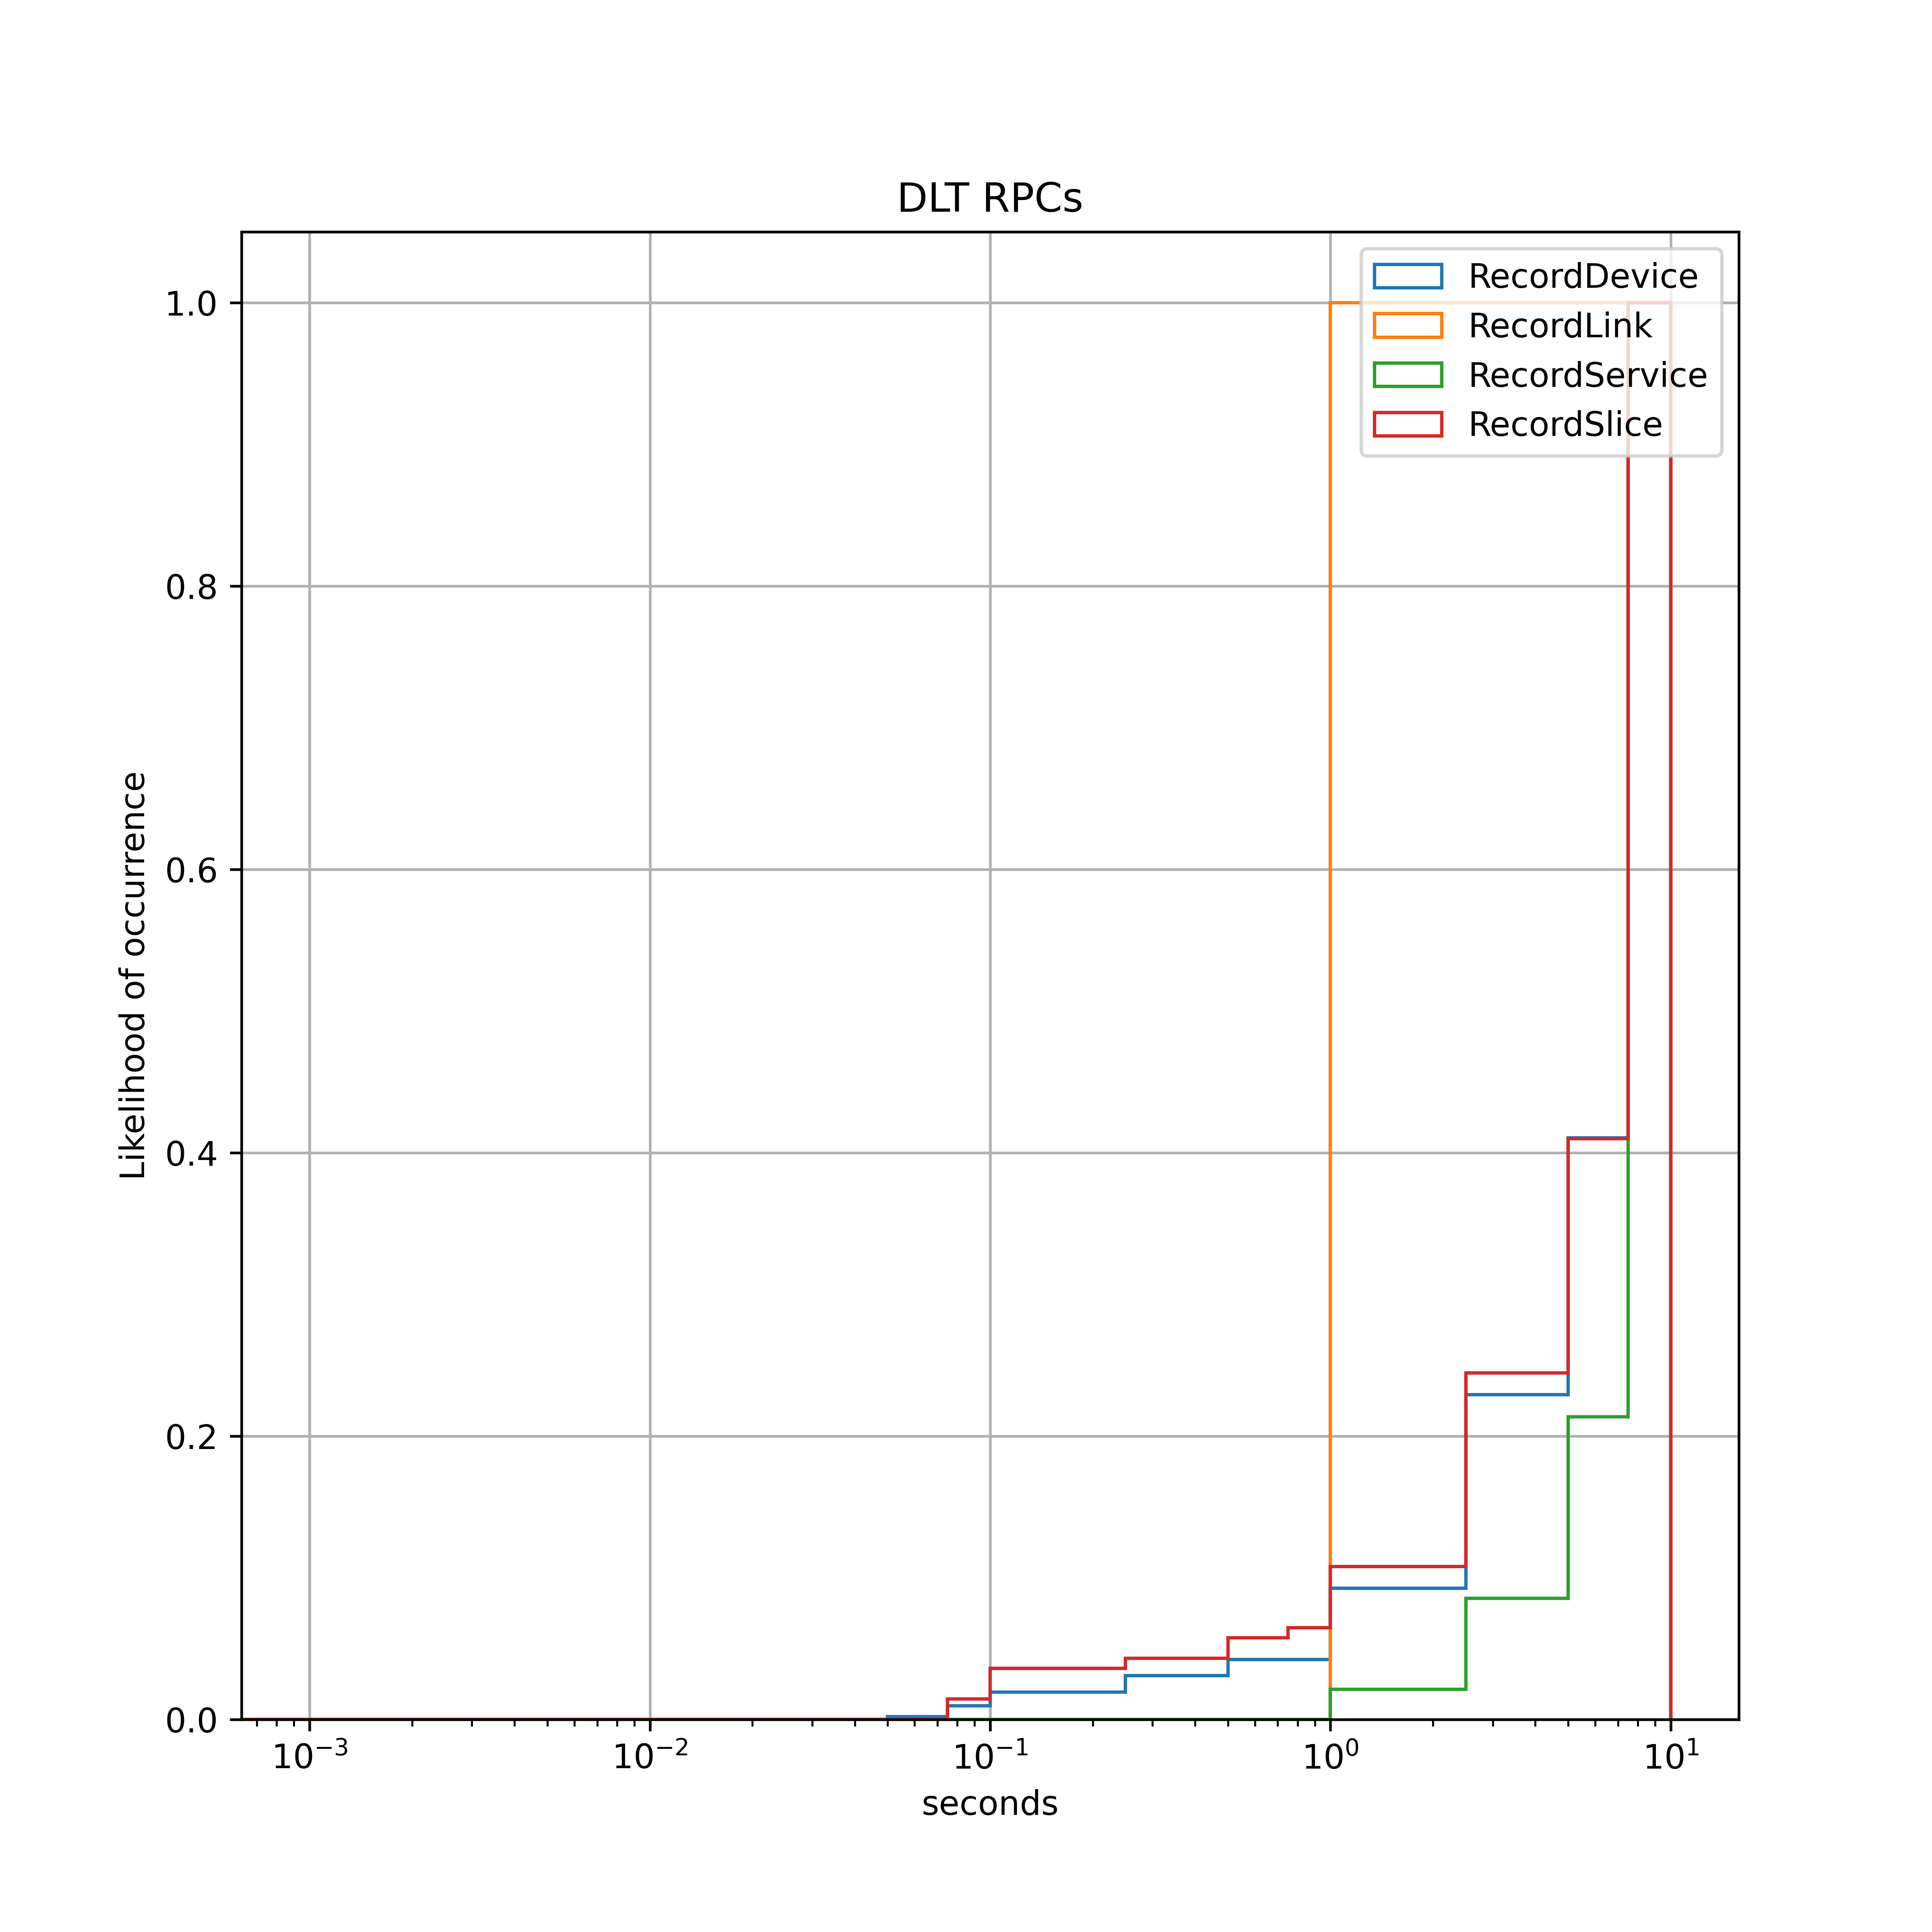 DLT RPCs
RecordDevice
RecordLink
RecordService
RecordSlice
1.0
0.8
0.6
0.4
0.2
0.0
Likelihood of occurrence
10⁻³ 10⁻² 10⁻¹ 10⁰ 10¹
seconds